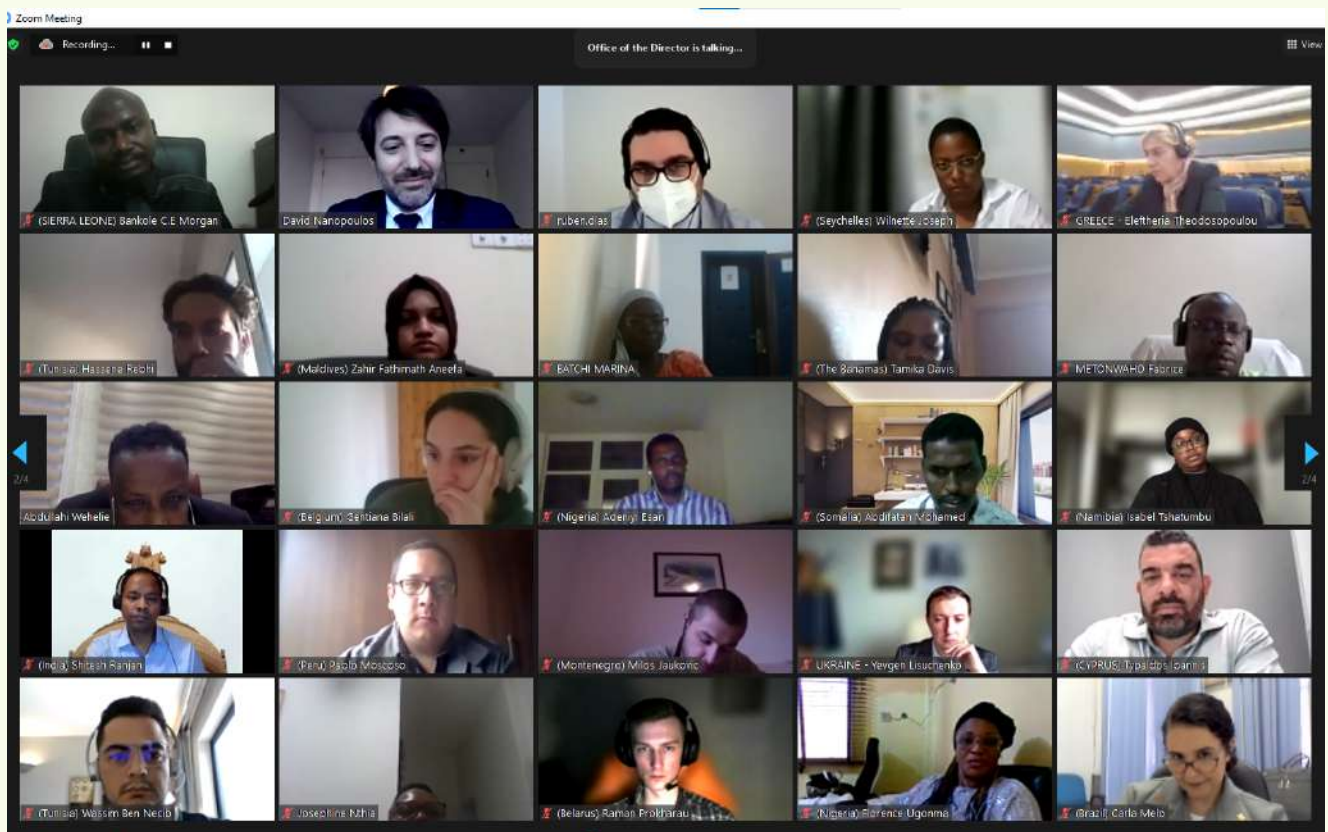 Zoom Meeting
Recording...
Office of the Director is talking...
View
(SIERRA LEONE) Bankole C.E Morgan
David Nanopoulos
ruben.dias
(Seychelles) Wilnette Joseph
GREECE - Eleftheria Theodosopoulou
(Tunisia) Hassene Rebhi
(Maldives) Zahir Fathimath Aneefa
BATCHI MARINA
(The Bahamas) Tamika Davis
METONWAHO Fabrice
2/4
Abdullahi Wehelie
(Belgium) Gentiana Bilali
(Nigeria) Adeniyi Esan
(Somalia) Abdifatah Mohamed
(Namibia) Isabel Tshatumbu
2/4
(India) Shitesh Ranjan
(Peru) Pablo Moscoso
(Montenegro) Milos Jaukovic
UKRAINE - Yevgen Lisuchenko
(CYPRUS) Typaldos Ioannis
(Tunisia) Wassim Ben Necib
Josephine Nthia
(Belarus) Raman Prokharau
(Nigeria) Florence Ugonma
(Brazil) Carla Melo